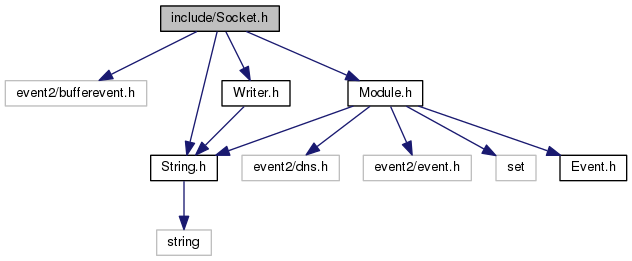 include/Socket.h
event2/bufferevent.h
Writer.h
Module.h
String.h
event2/dns.h
event2/event.h
set
Event.h
string